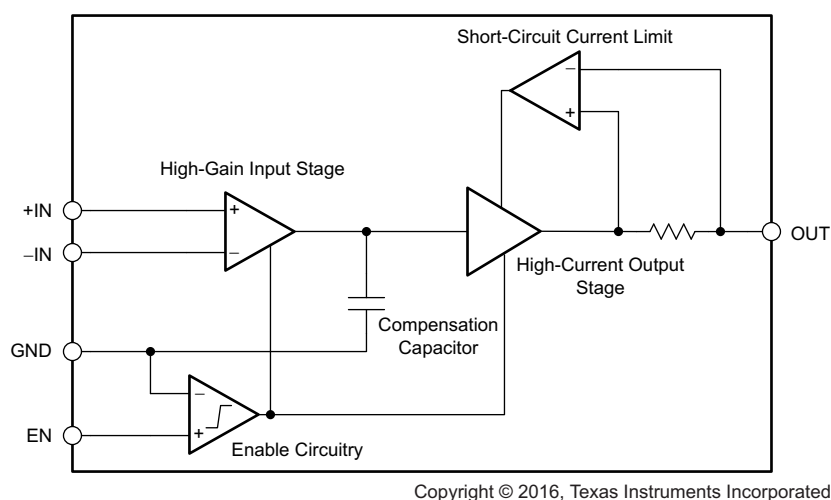 Short-Circuit Current Limit
−
+
High-Gain Input Stage
+IN
+
−IN
−
OUT
High-Current Output
Stage
Compensation
Capacitor
GND
−
EN
+
Enable Circuitry
Copyright © 2016, Texas Instruments Incorporated